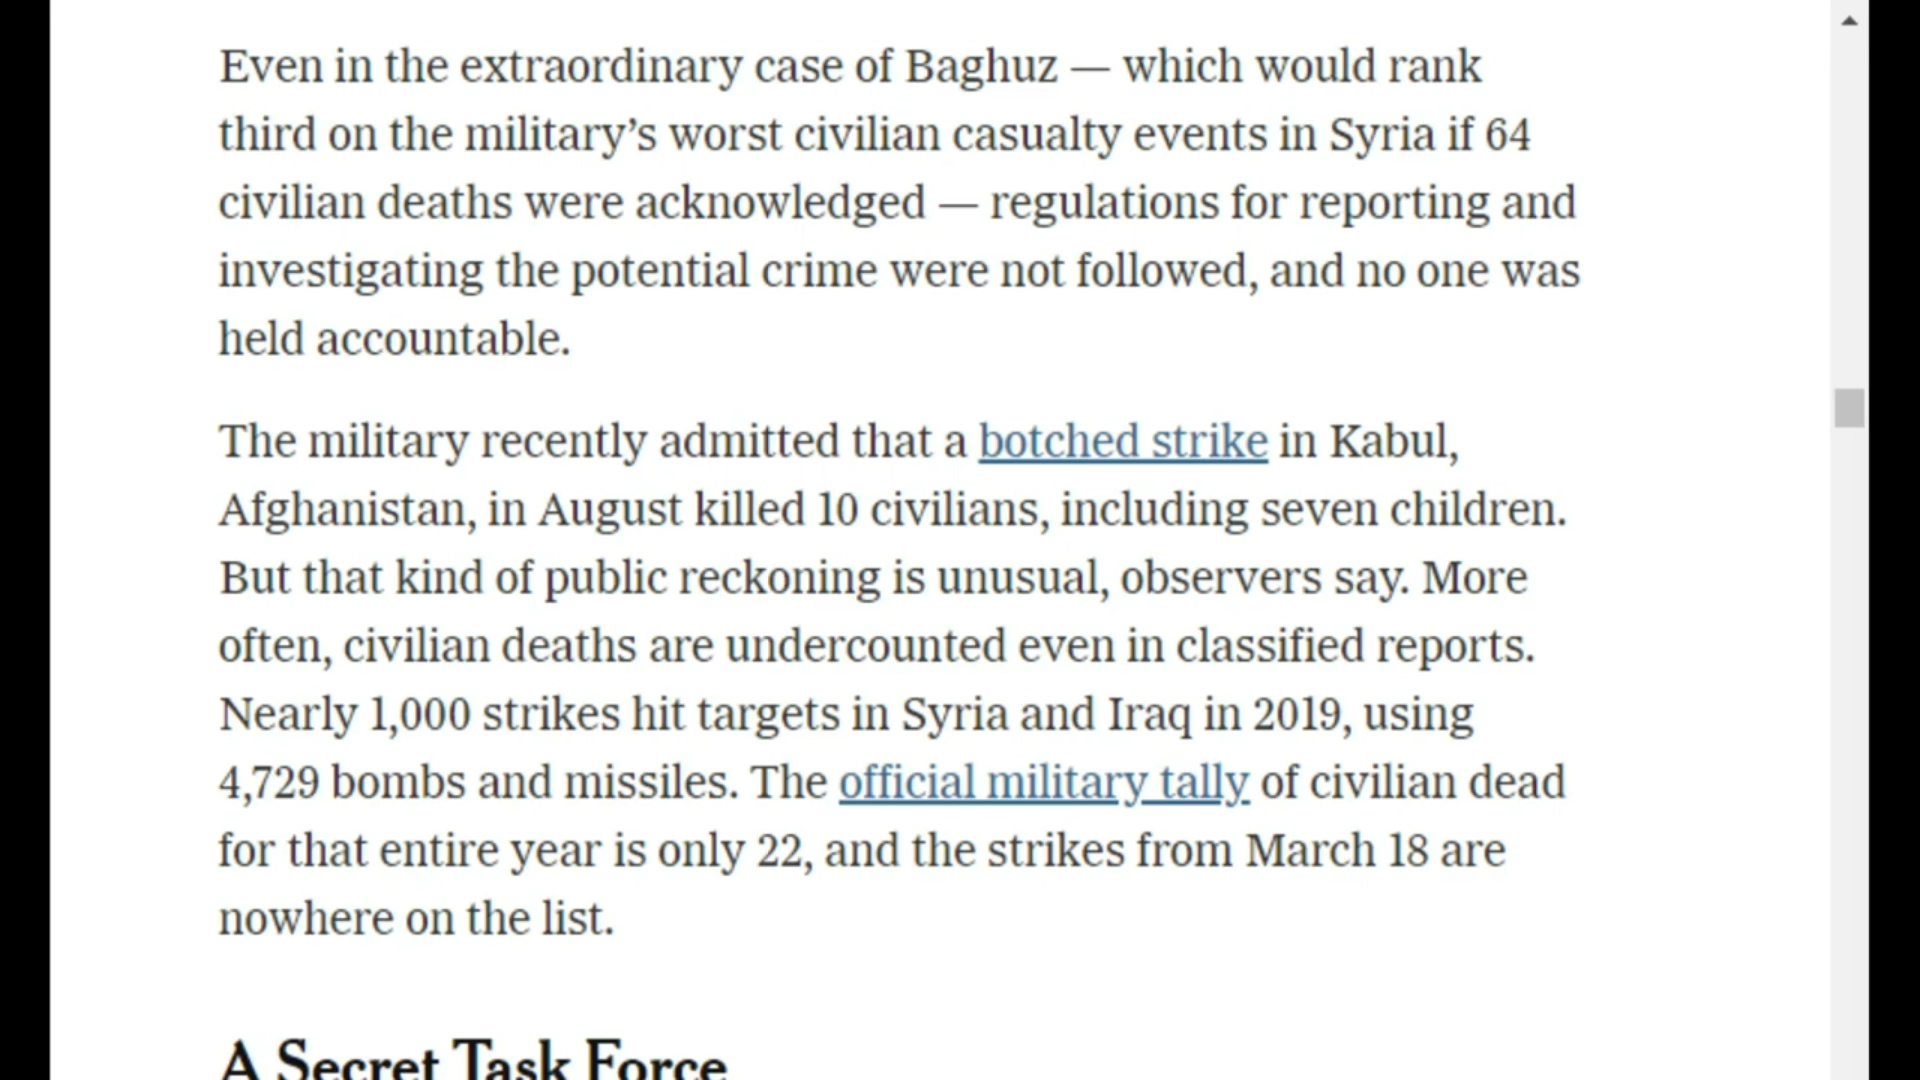 Even in the extraordinary case of Baghuz — which would rank
third on the military’s worst civilian casualty events in Syria if 64
civilian deaths were acknowledged — regulations for reporting and
investigating the potential crime were not followed, and no one was
held accountable.
The military recently admitted that a botched strike in Kabul,
Afghanistan, in August killed 10 civilians, including seven children.
But that kind of public reckoning is unusual, observers say. More
often, civilian deaths are undercounted even in classified reports.
Nearly 1,000 strikes hit targets in Syria and Iraq in 2019, using
4,729 bombs and missiles. The official military tally of civilian dead
for that entire year is only 22, and the strikes from March 18 are
nowhere on the list.
A Secret Task Force